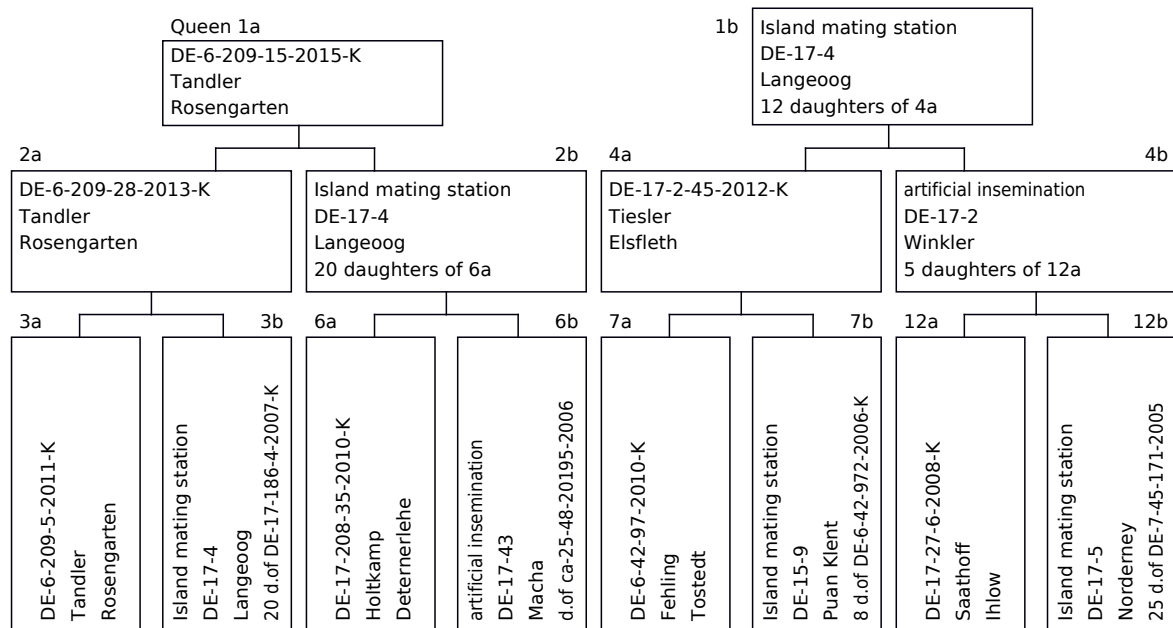 Queen 1a
DE-6-209-15-2015-K
Tandler
Rosengarten
1b
Island mating station
DE-17-4
Langeoog
12 daughters of 4a
2a
DE-6-209-28-2013-K
Tandler
Rosengarten
2b
Island mating station
DE-17-4
Langeoog
20 daughters of 6a
4a
DE-17-2-45-2012-K
Tiesler
Elsfleth
4b
artificial insemination
DE-17-2
Winkler
5 daughters of 12a
3a
DE-6-209-5-2011-K
Tandler
Rosengarten
3b
Island mating station
DE-17-4
Langeoog
20 d.of DE-17-186-4-2007-K
6a
DE-17-208-35-2010-K
Holtkamp
Deternerlehe
6b
artificial insemination
DE-17-43
Macha
d.of ca-25-48-20195-2006
7a
DE-6-42-97-2010-K
Fehling
Tostedt
7b
Island mating station
DE-15-9
Puan Klent
8 d.of DE-6-42-972-2006-K
12a
DE-17-27-6-2008-K
Saathoff
Ihlow
12b
Island mating station
DE-17-5
Norderney
25 d.of DE-7-45-171-2005